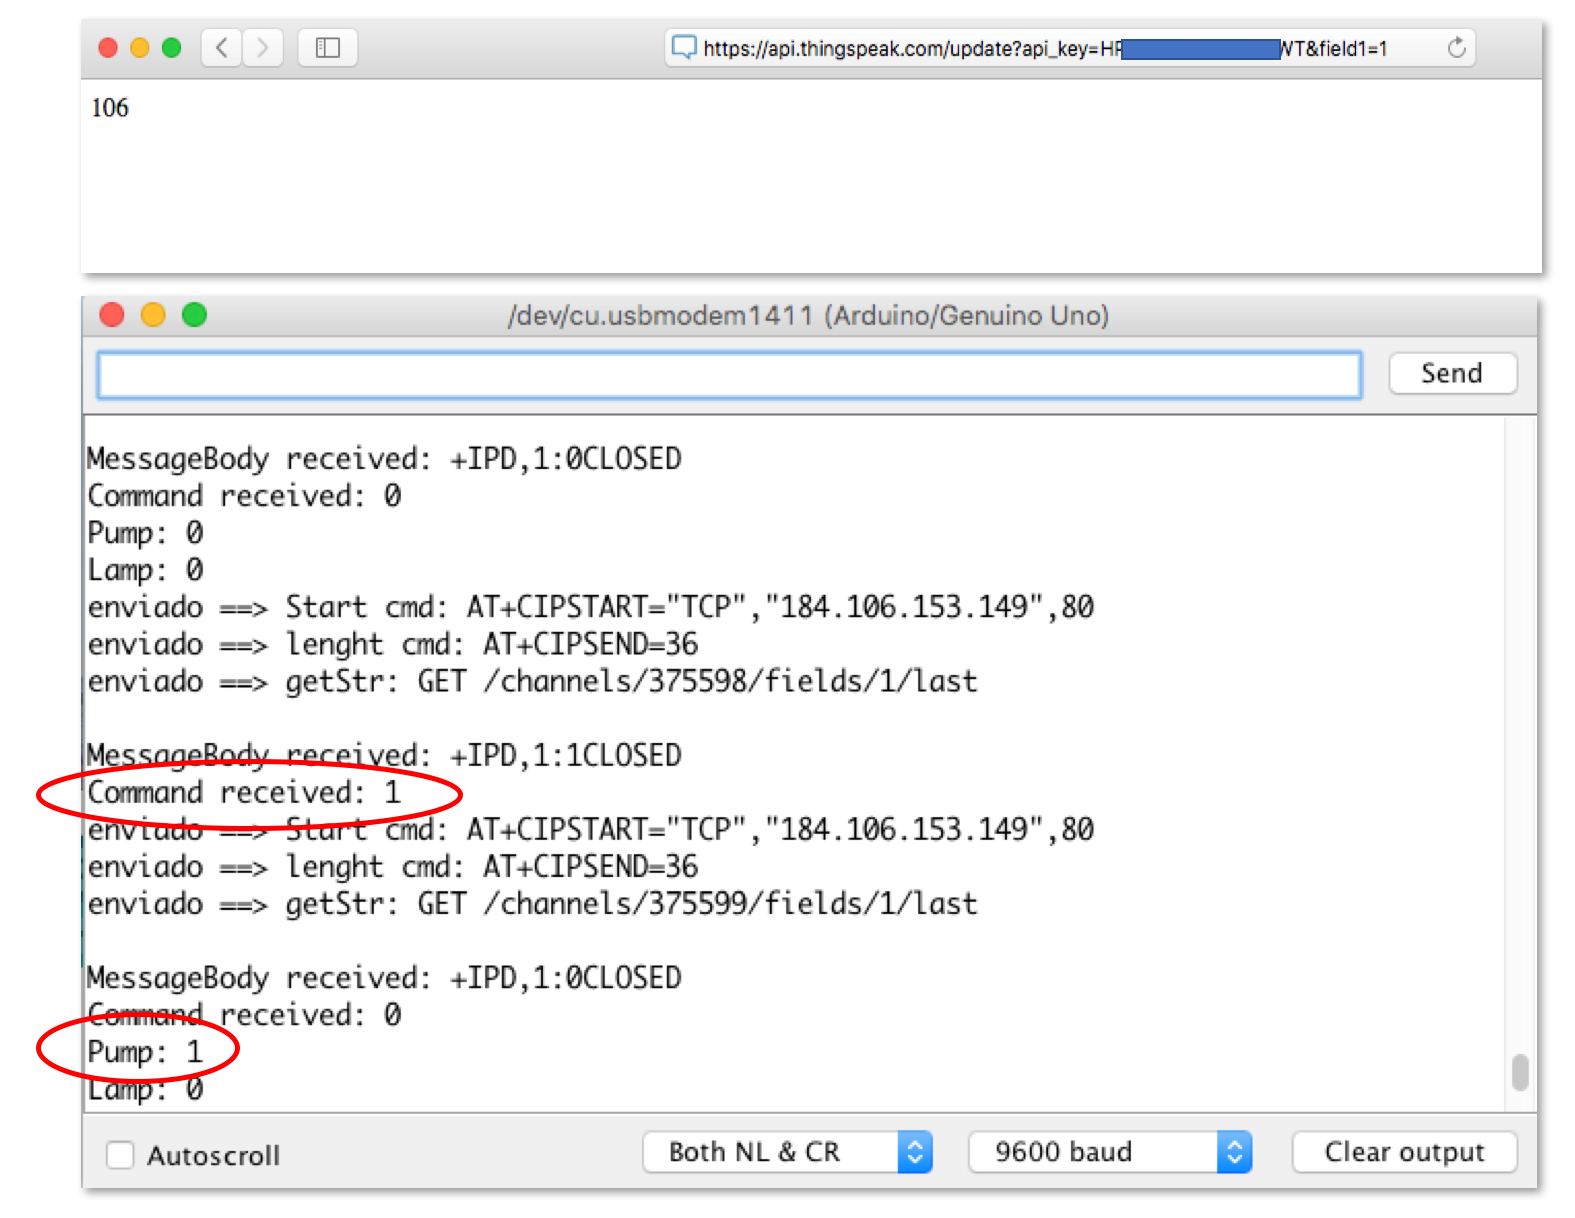 https://api.thingspeak.com/update?api_key=HF WT&field1=1
106
/dev/cu.usbmodem1411 (Arduino/Genuino Uno)
Send
MessageBody received: +IPD,1:0CLOSED
Command received: 0
Pump: 0
Lamp: 0
enviado ==> Start cmd: AT+CIPSTART="TCP","184.106.153.149",80
enviado ==> lenght cmd: AT+CIPSEND=36
enviado ==> getStr: GET /channels/375598/fields/1/last
MessageBody received: +IPD,1:1CLOSED
Command received: 1
enviado ==> Start cmd: AT+CIPSTART="TCP","184.106.153.149",80
enviado ==> lenght cmd: AT+CIPSEND=36
enviado ==> getStr: GET /channels/375599/fields/1/last
MessageBody received: +IPD,1:0CLOSED
Command received: 0
Pump: 1
Lamp: 0
Autoscroll
Both NL & CR
9600 baud
Clear output